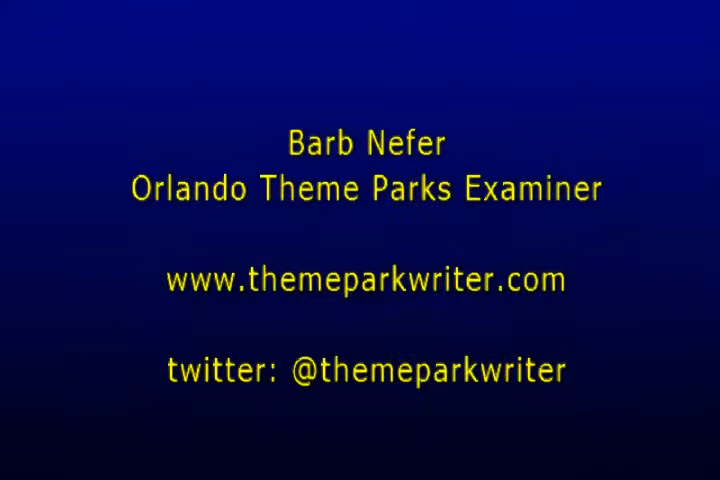 Barb Nefer
Orlando Theme Parks Examiner
www.themeparkwriter.com
twitter: @themeparkwriter